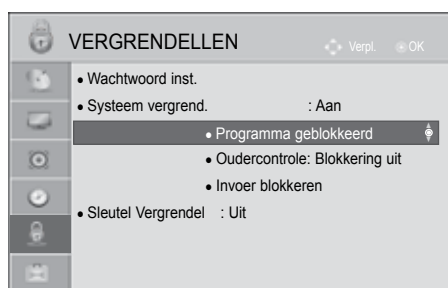 VERGRENDELLEN Verpl. OK
• Wachtwoord inst.
• Systeem vergrend. : Aan
• Programma geblokkeerd
• Oudercontrole: Blokkering uit
• Invoer blokkeren
• Sleutel Vergrendel : Uit